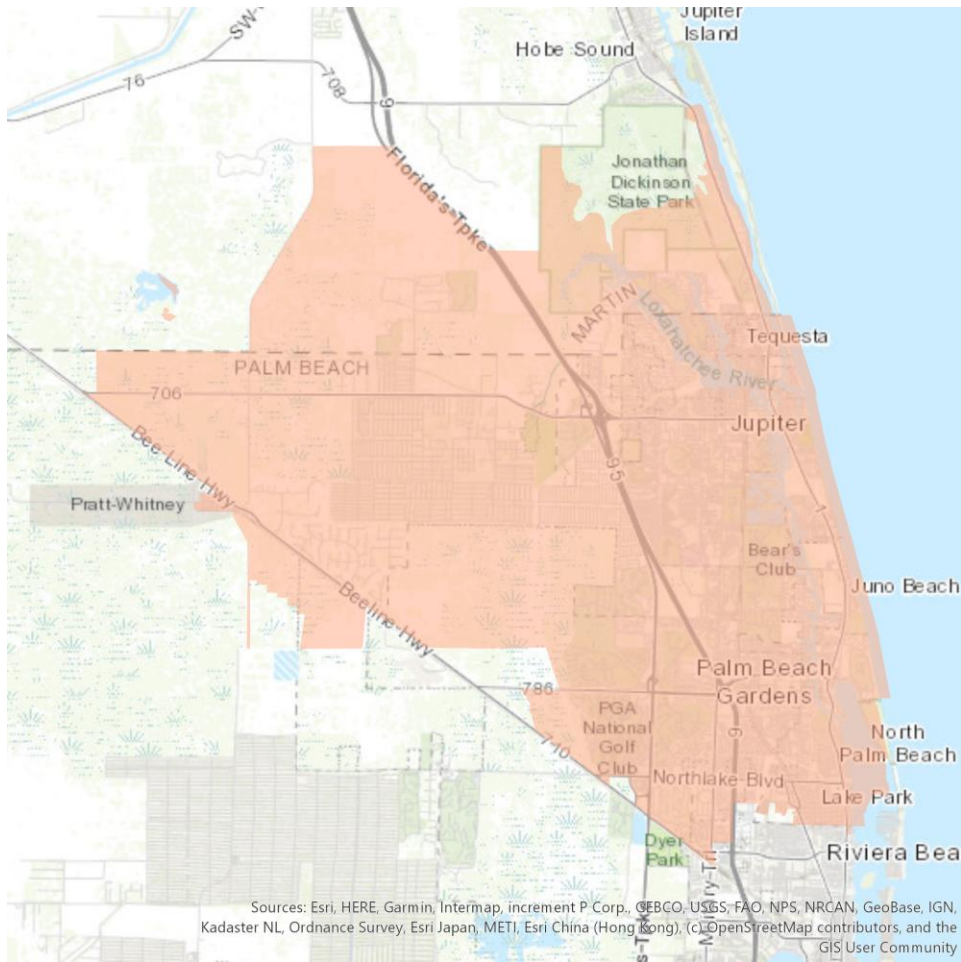 Jupiter
Island
Hobe Sound
SW-
76
708
9
Jonathan
Dickinson
State Park
Florida's Tpke
MARTIN
Loxahatchee River
Tequesta
PALM BEACH
706
Jupiter
Bee Line Hwy
95
Pratt-Whitney
1
Bear's
Club
Juno Beach
Beeline Hwy
Palm Beach
Gardens
786
PGA
National
Golf
Club
9
North
Palm Beach
710
Northlake Blvd
Lake Park
Dyer
Park
Riviera Bea
Military Trl
s-Tpke
Sources: Esri, HERE, Garmin, Intermap, increment P Corp., GEBCO, USGS, FAO, NPS, NRCAN, GeoBase, IGN,
Kadaster NL, Ordnance Survey, Esri Japan, METI, Esri China (Hong Kong), (c) OpenStreetMap contributors, and the
GIS User Community